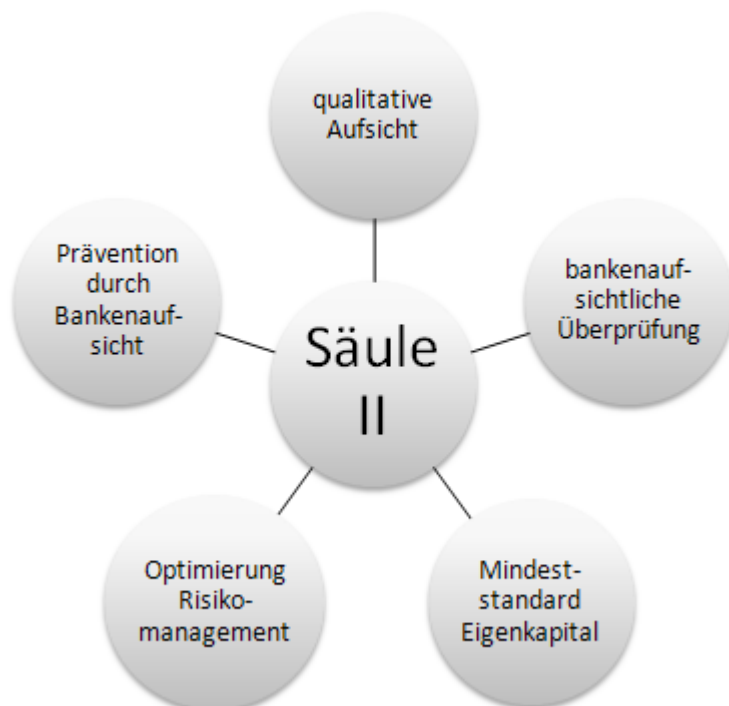 qualitative
Aufsicht
bankenauf-
sichtliche
Überprüfung
Mindest-
standard
Eigenkapital
Optimierung
Risiko-
management
Prävention
durch
Bankenauf-
sicht
Säule
II